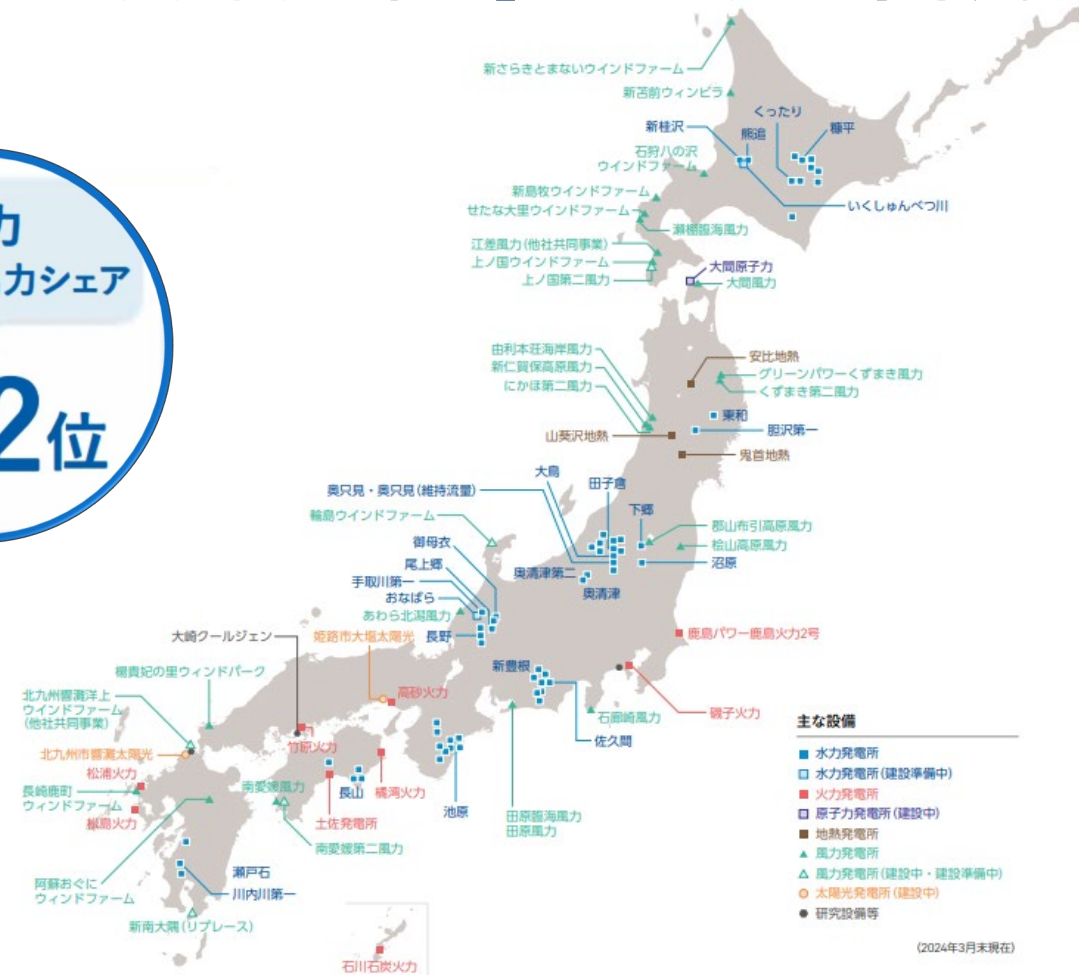 力
力シェア
2位
新さらきとまないウインドファーム
新苫前ウィンビラ
くったり
新桂沢
熊追
糠平
石狩八の沢
ウインドファーム
新島牧ウインドファーム
いくしゅんべつ川
せたな大里ウインドファーム
瀬棚臨海風力
江差風力(他社共同事業)
上ノ国ウインドファーム
大間原子力
上ノ国第二風力
大間風力
由利本荘海岸風力
安比地熱
新仁賀保高原風力
グリーンパワーくずまき風力
にかほ第二風力
くずまき第二風力
東和
胆沢第一
山葵沢地熱
鬼首地熱
大鳥
田子倉
奥只見・奥只見(維持流量)
下郷
輪島ウインドファーム
郡山布引高原風力
御母衣
桧山高原風力
尾上郷
沼原
奥清津第二
手取川第一
奥清津
おなばら
あわら北潟風力
大崎クールジェン
姫路市大塩太陽光
長野
鹿島パワー鹿島火力2号
新豊根
楊貴妃の里ウィンドパーク
高砂火力
北九州響灘洋上
ウインドファーム
(他社共同事業)
石廊崎風力
磯子火力
佐久間
竹原火力
北九州市響灘太陽光
松浦火力
長崎鹿町
ウィンドファーム
南愛媛風力
長山
橘湾火力
池原
松島火力
土佐発電所
田原臨海風力
田原風力
南愛媛第二風力
瀬戸石
阿蘇おぐに
ウィンドファーム
川内川第一
新南大隅(リプレース)
石川石炭火力
主な設備
水力発電所
水力発電所(建設準備中)
火力発電所
原子力発電所(建設中)
地熱発電所
風力発電所
風力発電所(建設中・建設準備中)
太陽光発電所(建設中)
研究設備等
(2024年3月末現在)